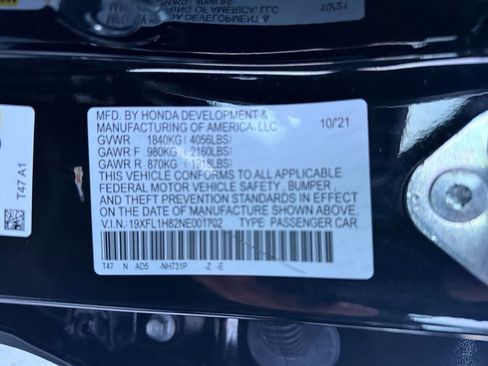 10/21
MFD. BY HONDA DEVELOPMENT &
MANUFACTURING OF AMERICA, LLC 10/21
GVWR 1840KG ( 4056LBS)
GAWR F 980KG ( 2160LBS)
GAWR R 870KG ( 1918LBS)
THIS VEHICLE CONFORMS TO ALL APPLICABLE
FEDERAL MOTOR VEHICLE SAFETY , BUMPER ,
AND THEFT PREVENTION STANDARDS IN EFFECT
ON THE DATE OF MANUFACTURE SHOWN ABOVE.
V.I.N. 19XFL1H82NE001702 TYPE PASSENGER CAR
T47 N AD5 -NH731P -Z -E
T47 A1